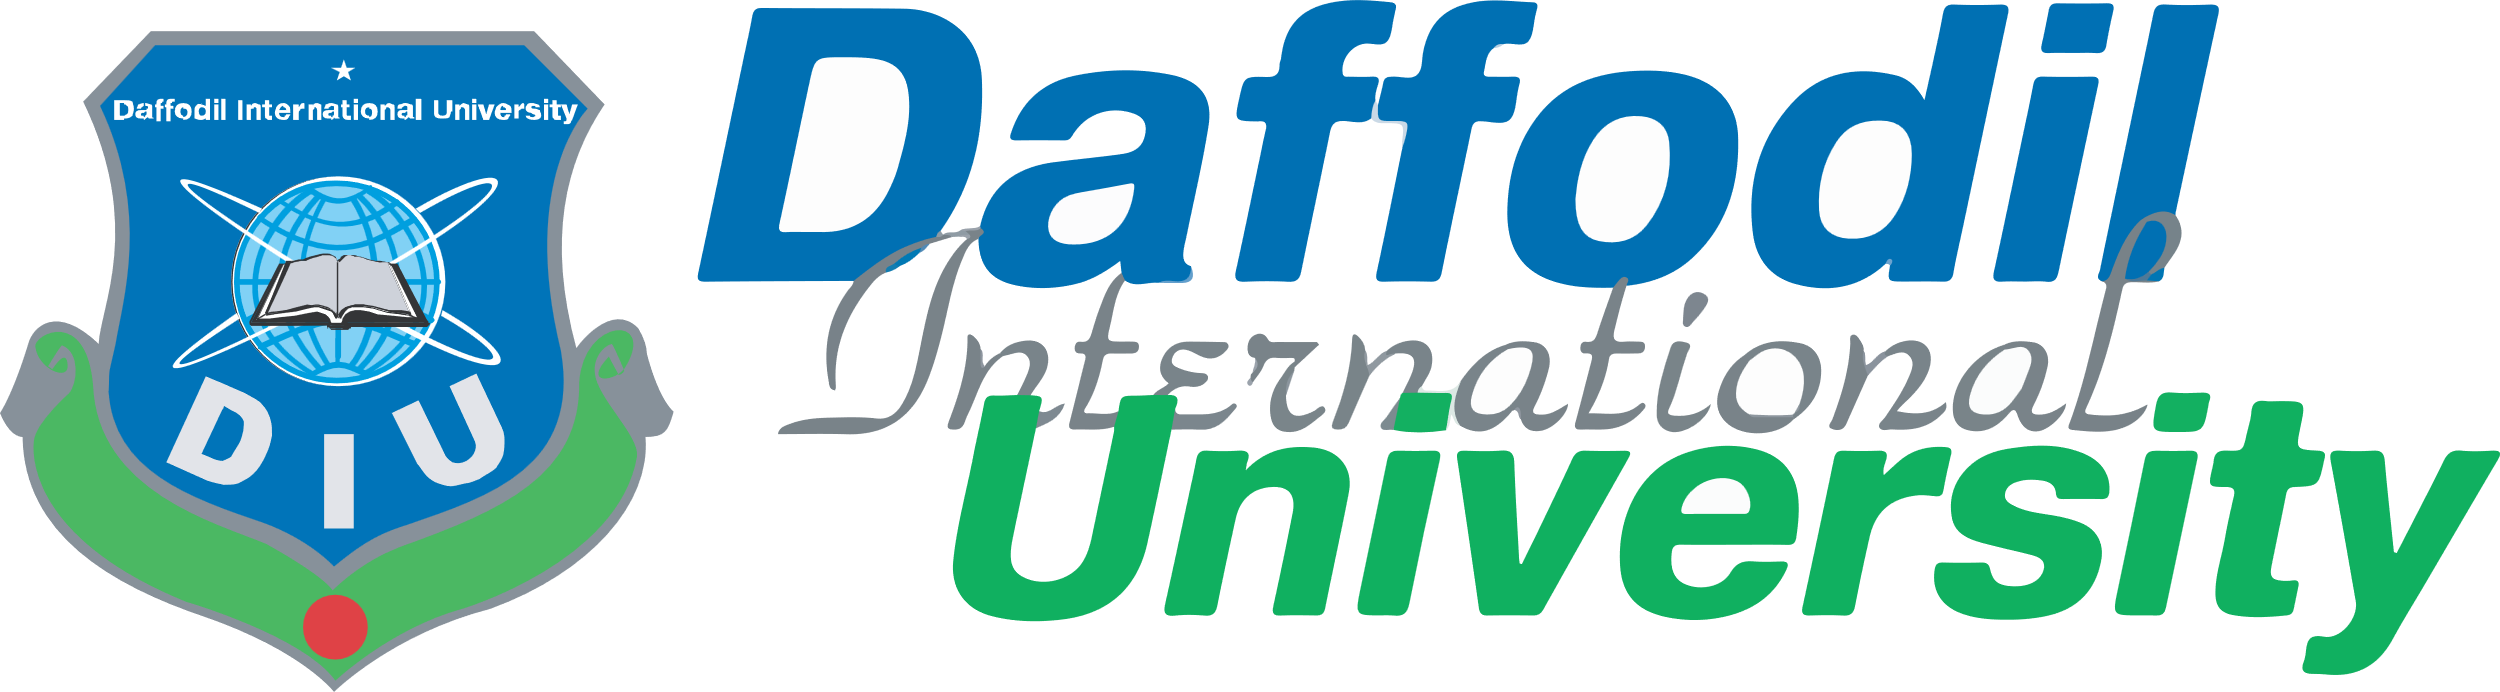 Daffodil International University
DIU
Daffodil
International
University